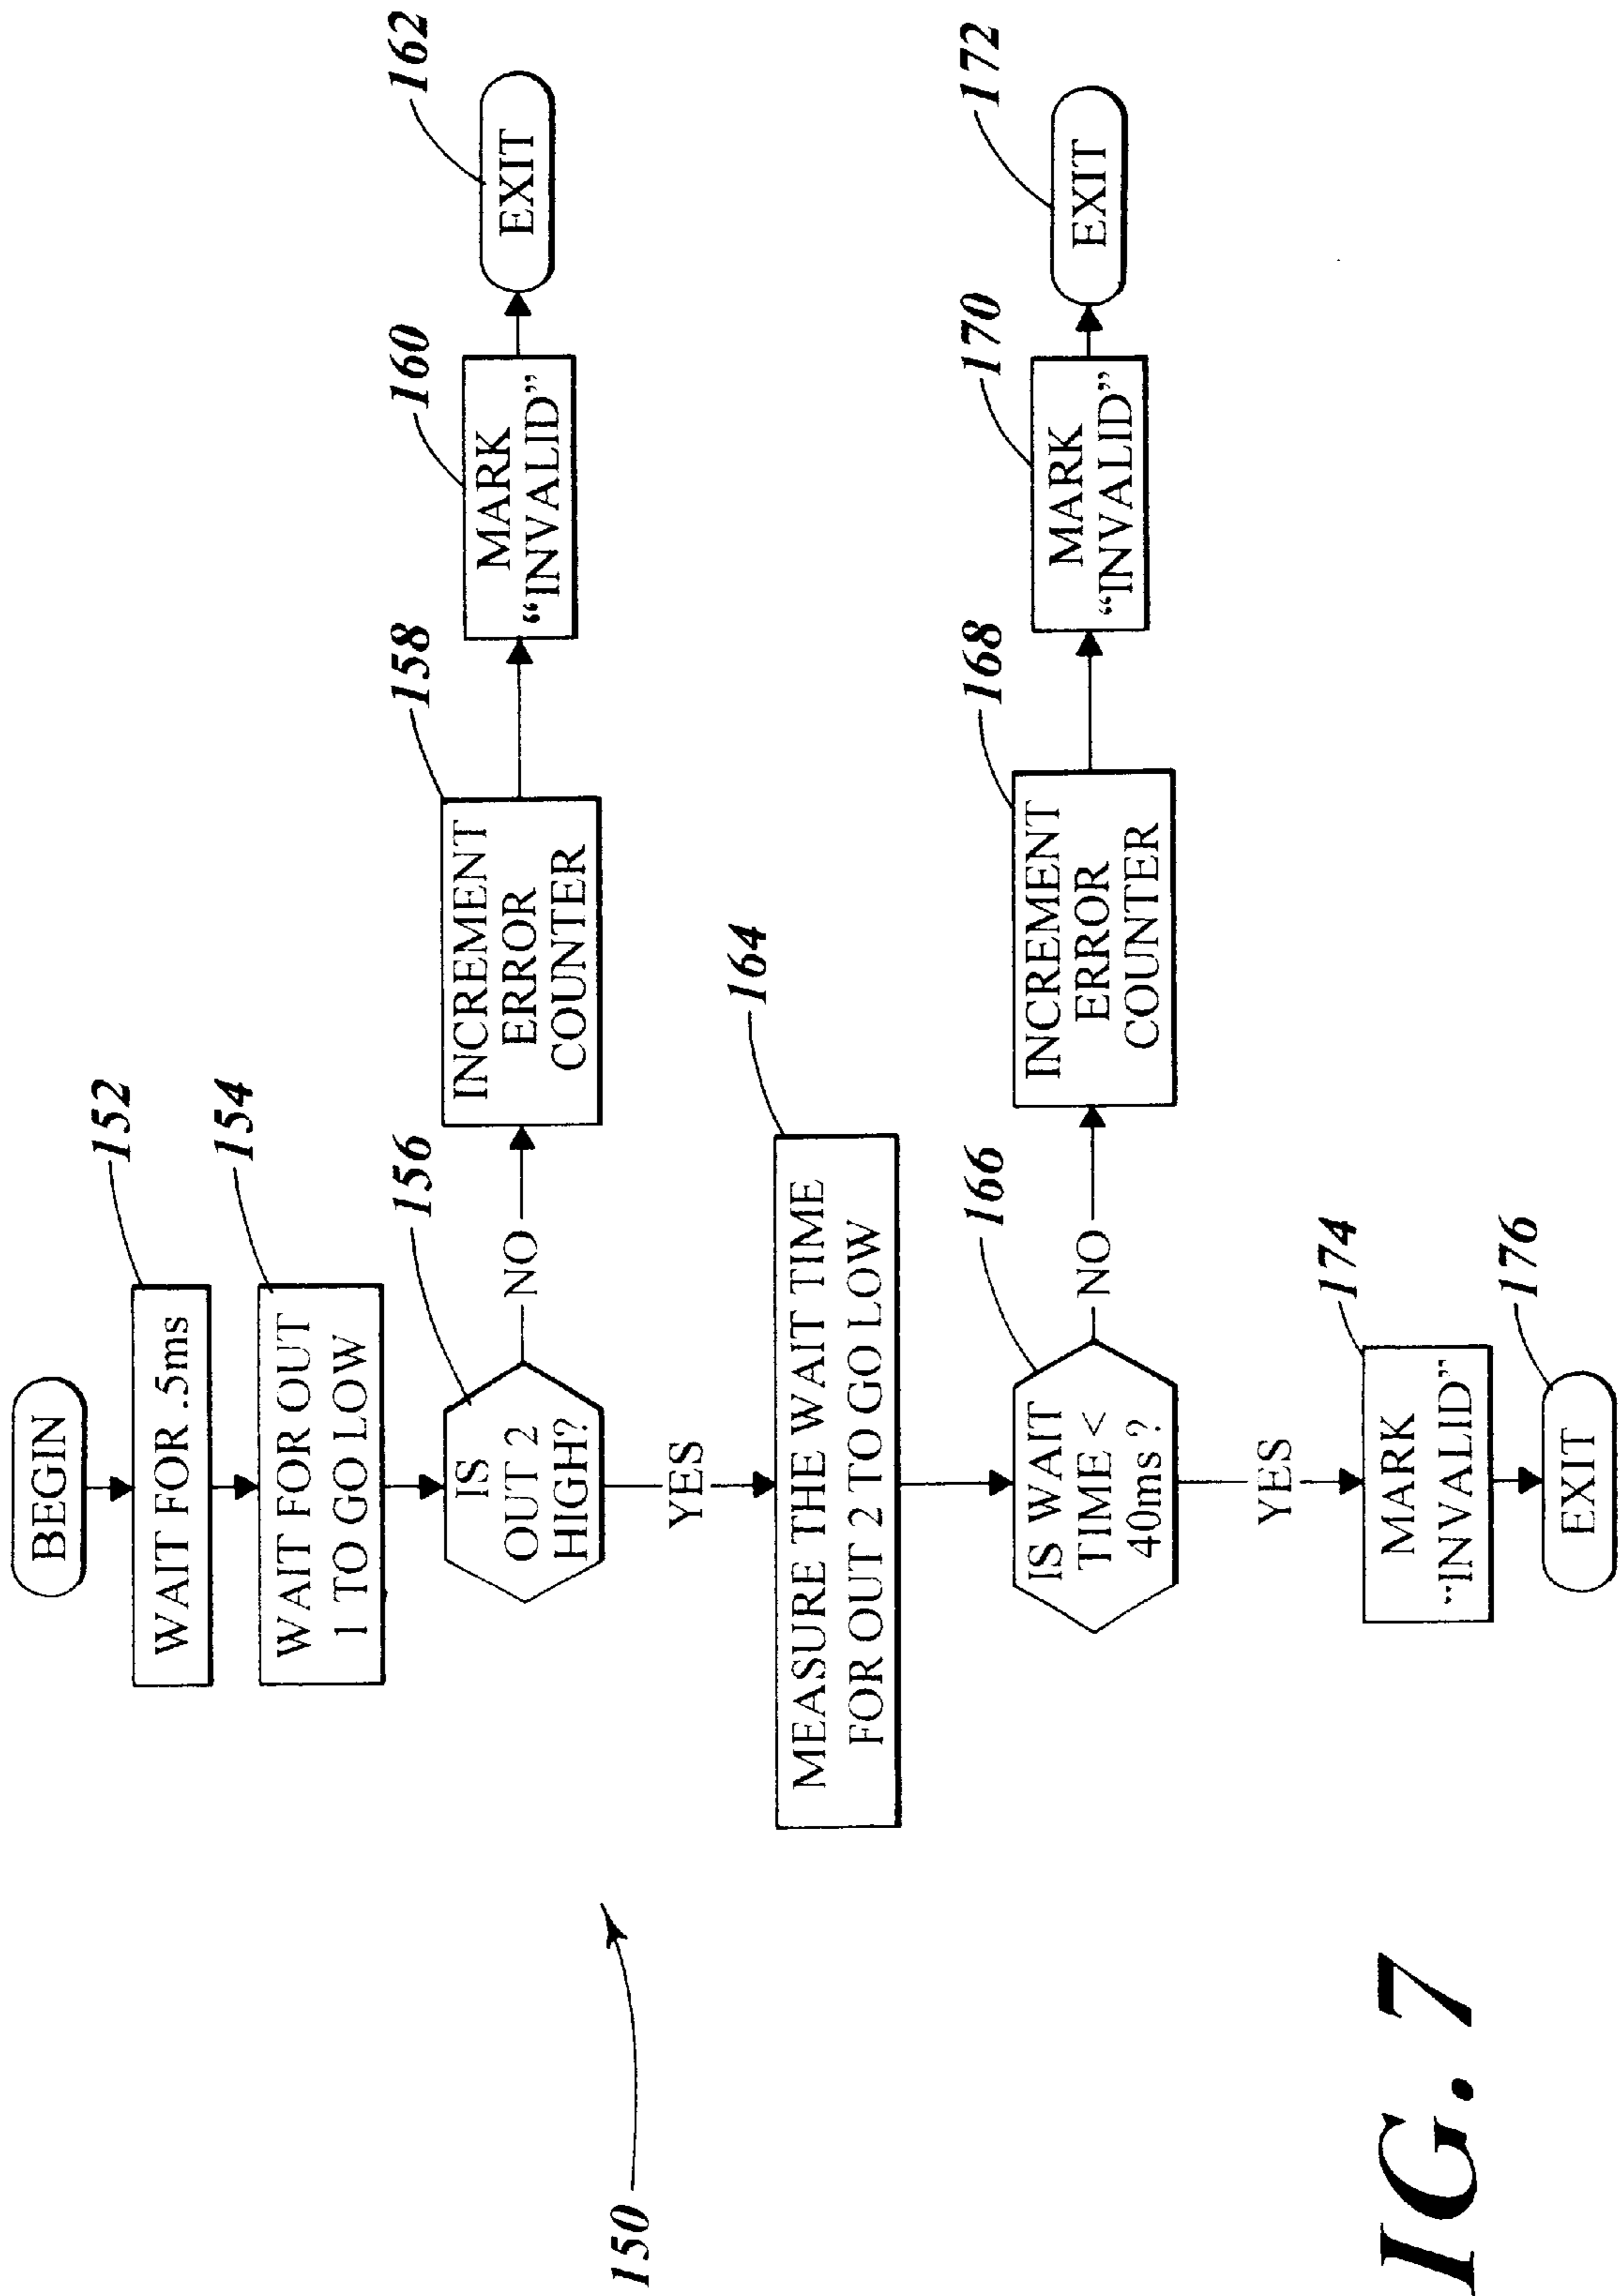 BEGIN
152
WAIT FOR .5ms
154
WAIT FOR OUT
1 TO GO LOW
156
IS
OUT 2
HIGH?
NO
158
INCREMENT
ERROR
COUNTER
160
MARK
“INVALID”
162
EXIT
YES
164
MEASURE THE WAIT TIME
FOR OUT 2 TO GO LOW
166
IS WAIT
TIME <
40ms ?
NO
168
INCREMENT
ERROR
COUNTER
170
MARK
“INVALID”
172
EXIT
YES
174
MARK
“INVALID”
176
EXIT
150
IG. 7